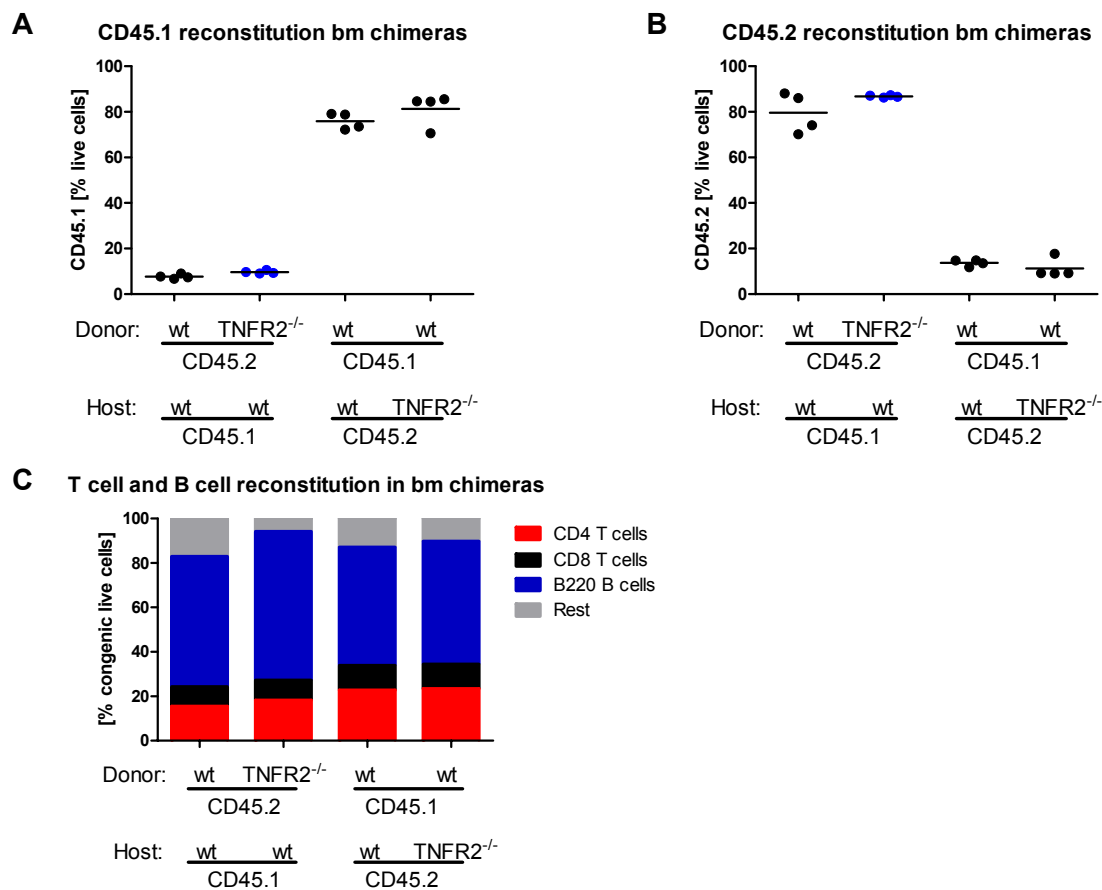 A
CD45.1 reconstitution bm chimeras
CD45.1 [% live cells]
100
80
60
40
20
0
Donor: wt TNFR2-/- wt wt
CD45.2 CD45.1
Host: wt wt wt TNFR2-/-
CD45.1 CD45.2
B
CD45.2 reconstitution bm chimeras
CD45.2 [% live cells]
100
80
60
40
20
0
Donor: wt TNFR2-/- wt wt
CD45.2 CD45.1
Host: wt wt wt TNFR2-/-
CD45.1 CD45.2
C
T cell and B cell reconstitution in bm chimeras
[% congenic live cells]
100
80
60
40
20
0
CD4 T cells
CD8 T cells
B220 B cells
Rest
Donor: wt TNFR2-/- wt wt
CD45.2 CD45.1
Host: wt wt wt TNFR2-/-
CD45.1 CD45.2